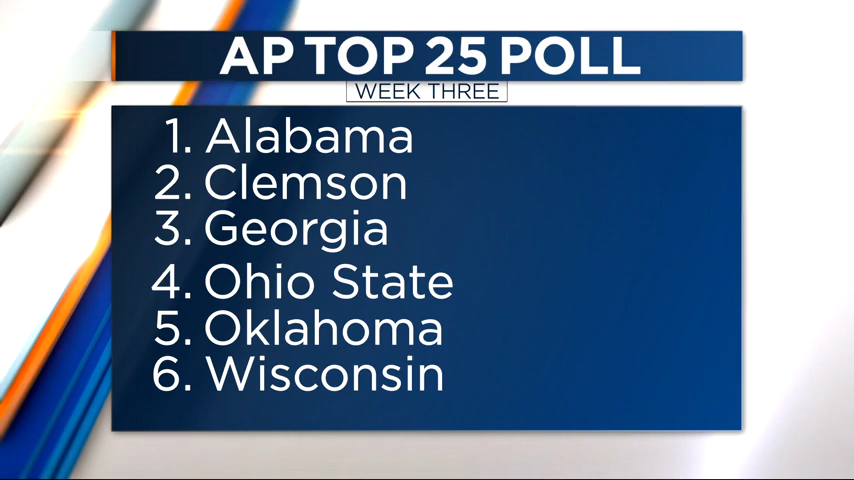 AP TOP 25 POLL
WEEK THREE
1. Alabama
2. Clemson
3. Georgia
4. Ohio State
5. Oklahoma
6. Wisconsin